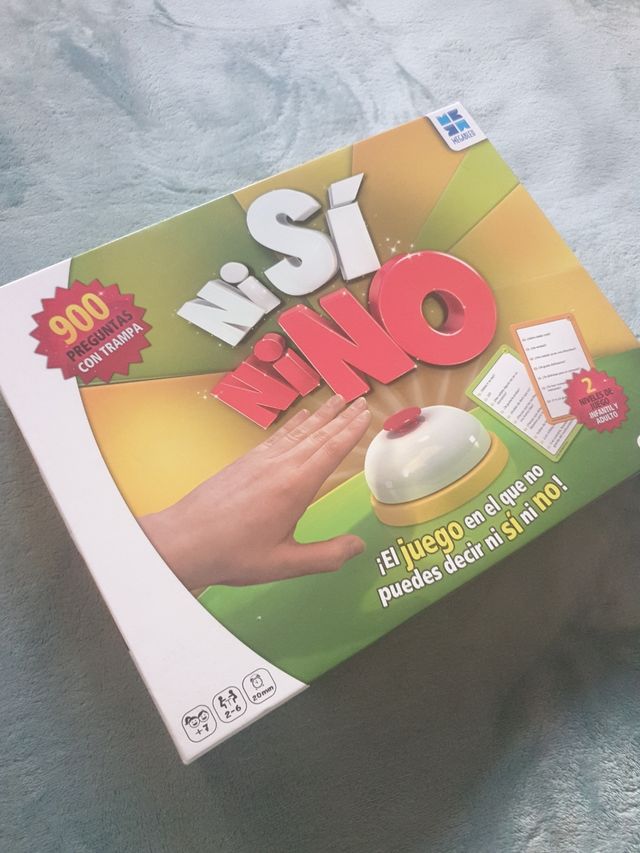 MEGABLEU
Ni SÍ
Ni NO
900
PREGUNTAS
CON TRAMPA
2
NIVELES DE
JUEGO
INFANTIL Y
ADULTO
¡El juego en el que no
puedes decir ni sí ni no!
+7
2-6
20mm